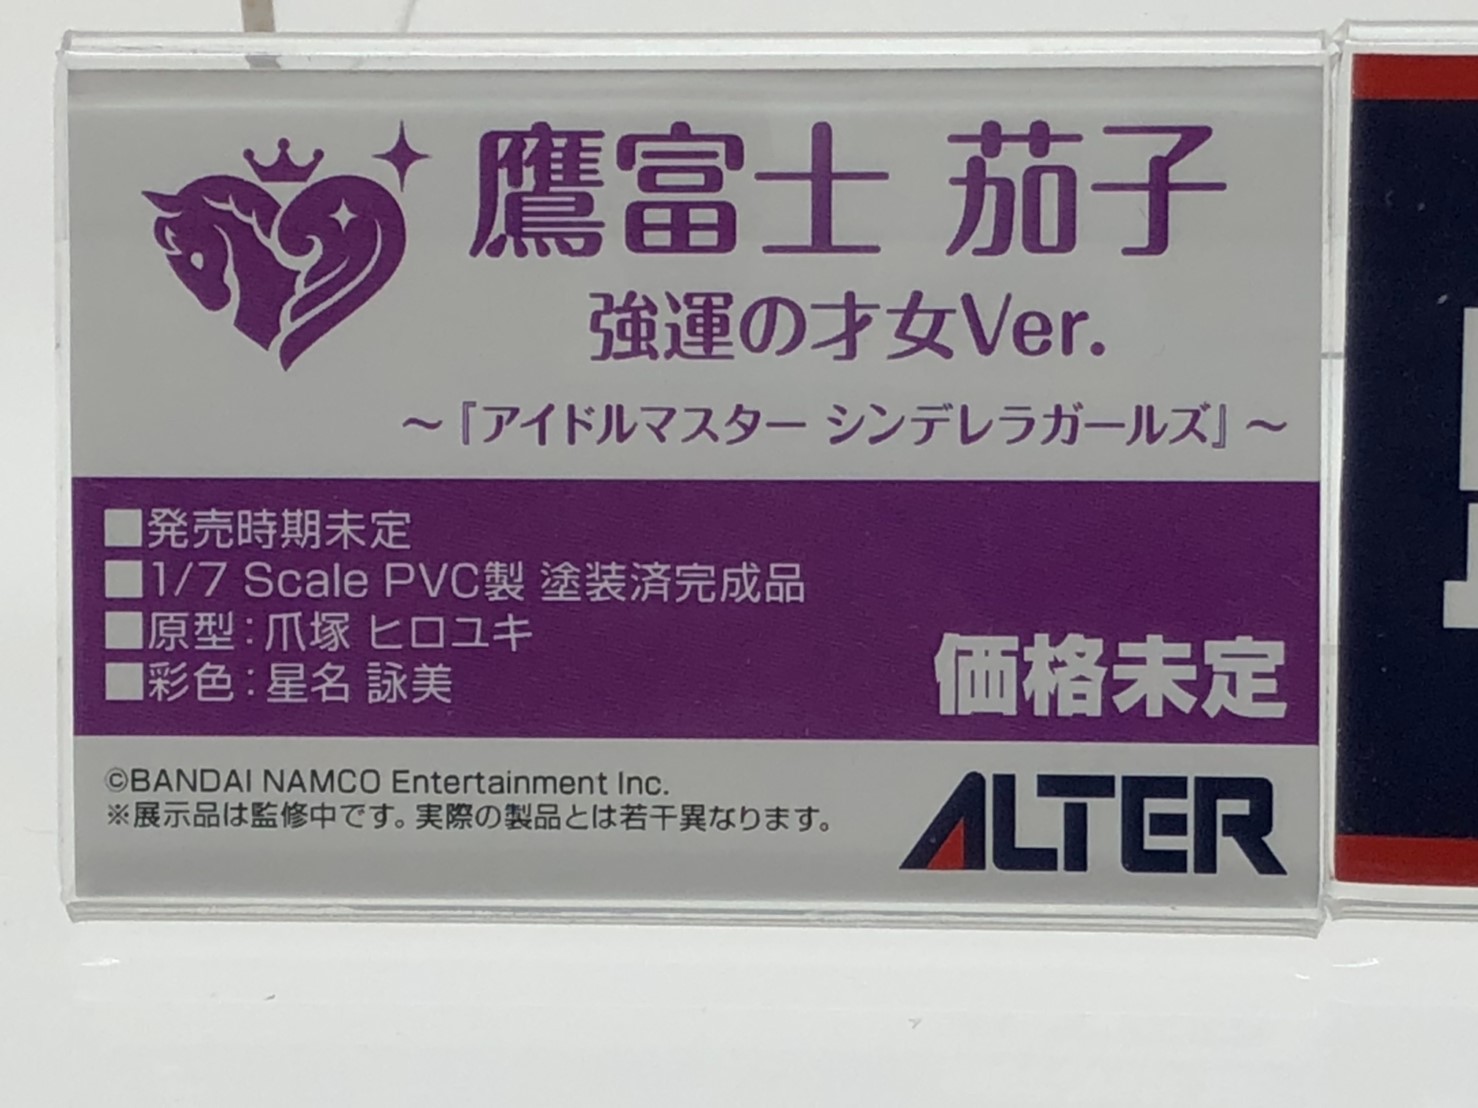 鷹富士 茄子
強運の才女Ver.
～『アイドルマスター シンデレラガールズ』～
■発売時期未定
■1/7 Scale PVC製 塗装済完成品
■原型：爪塚 ヒロユキ
■彩色：星名 詠美
価格未定
©BANDAI NAMCO Entertainment Inc.
※展示品は監修中です。実際の製品とは若干異なります。
ALTER